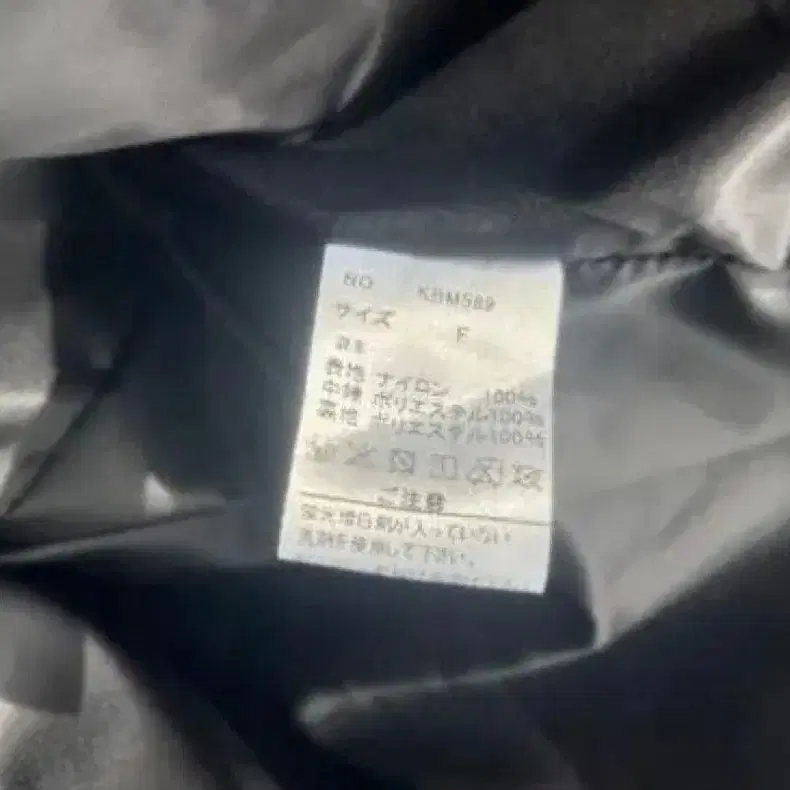 NO KBM589
サイズ F
表地 ナイロン 100%
中綿 ポリエステル100%
ポリエステル100%
ご注意
蛍光増白剤が入っていない
洗剤を使用して下さい。